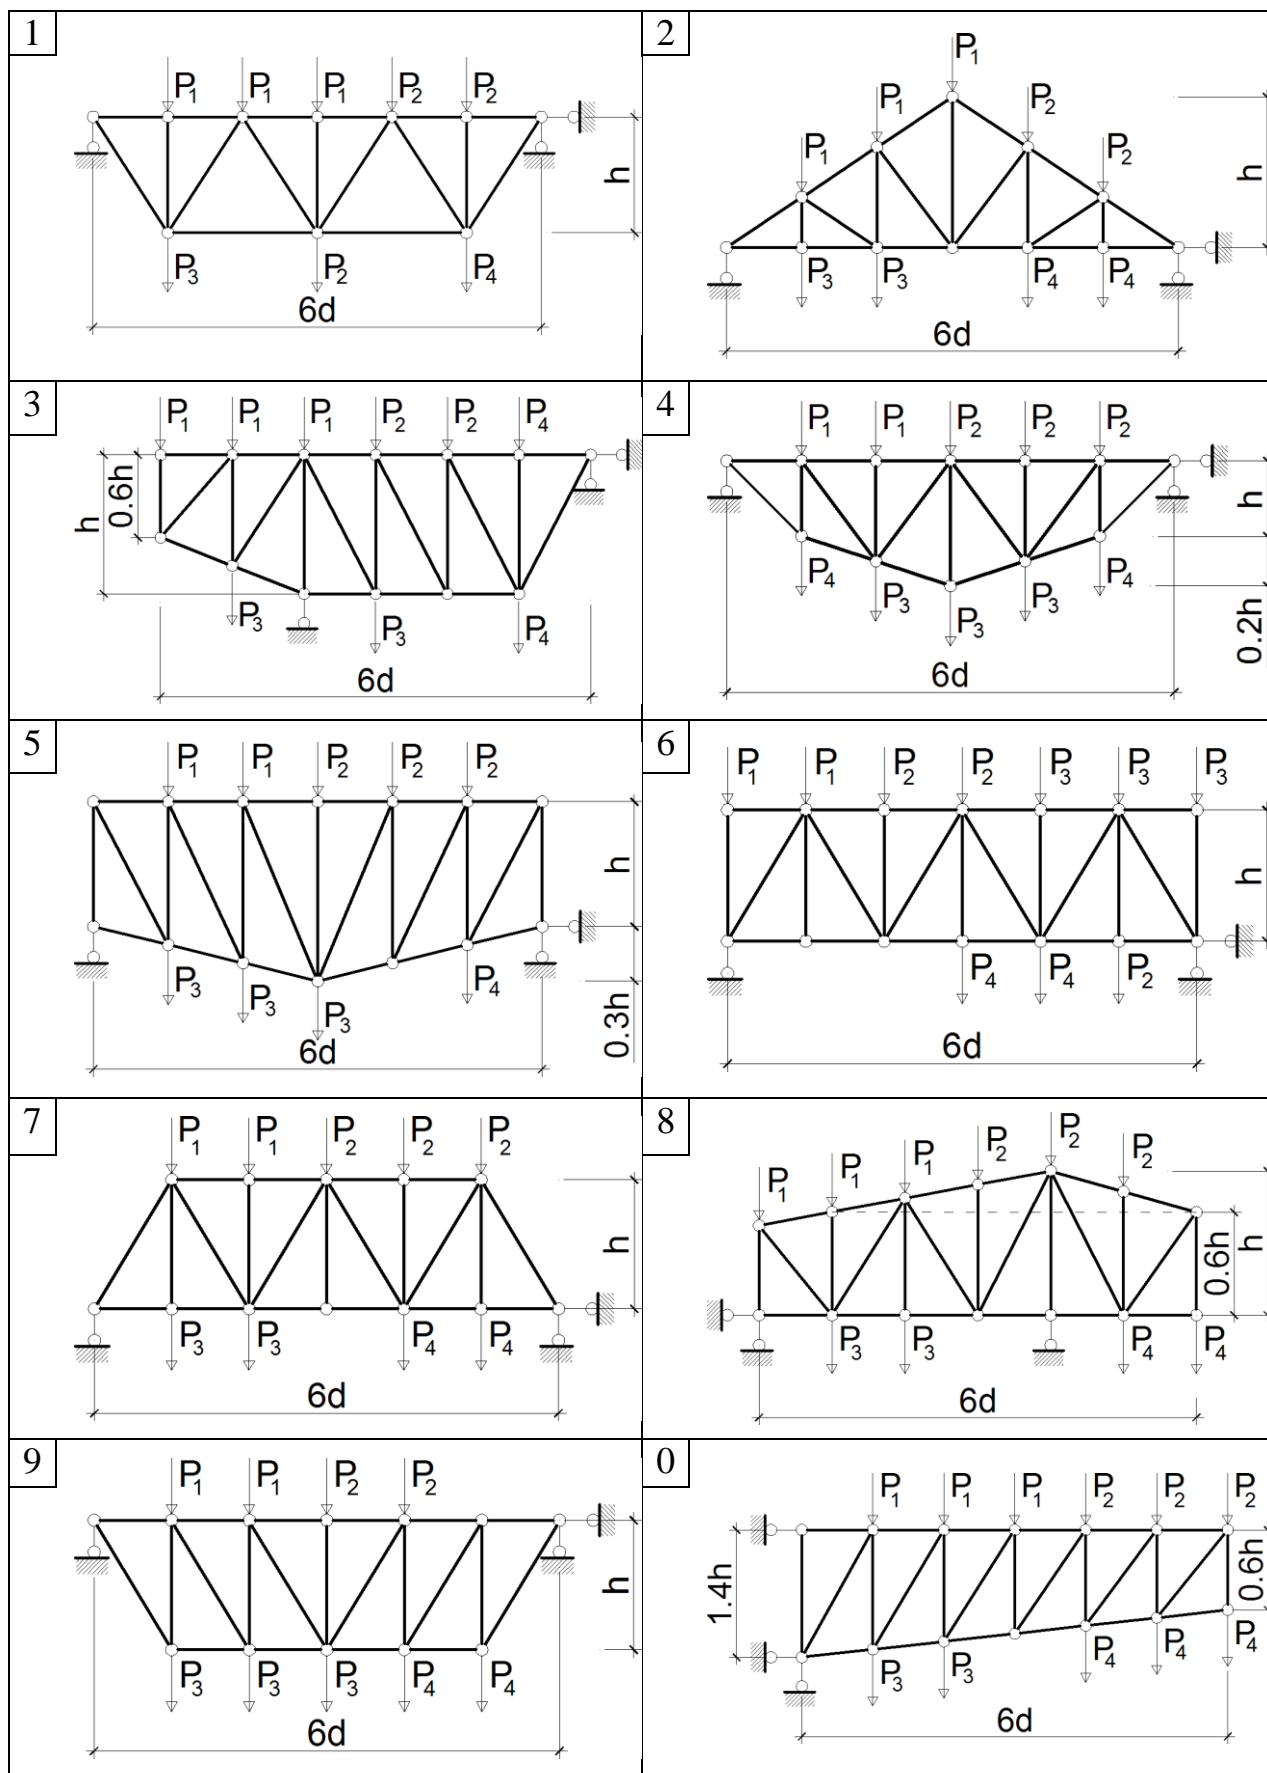 1
P1 P1 P1 P2 P2
h
P3 P2 P4
6d
2
P1
P1 P2
P1 P2
h
P3 P3 P4 P4
6d
3
P1 P1 P1 P2 P2 P4
h 0.6h
P3 P3 P4
6d
4
P1 P1 P2 P2 P2
h
P4 P3 P3 P3 P4
0.2h
6d
5
P1 P1 P2 P2 P2
h
P3 P3 P3 P4
0.3h
6d
6
P1 P1 P2 P2 P3 P3 P3
h
P4 P4 P2
6d
7
P1 P1 P2 P2 P2
h
P3 P3 P4 P4
6d
8
P1 P1 P1 P2 P2 P2
0.6h h
P3 P3 P4 P4
6d
9
P1 P1 P2 P2
h
P3 P3 P3 P4 P4
6d
0
P1 P1 P1 P2 P2 P2
1.4h 0.6h
P3 P3 P4 P4 P4
6d